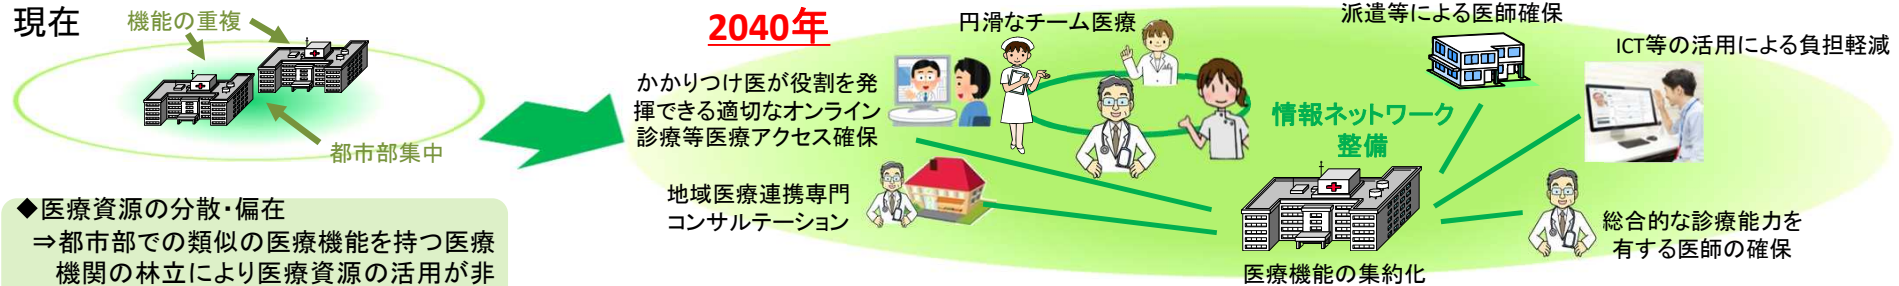 現在
機能の重複
都市部集中
◆医療資源の分散・偏在
⇒都市部での類似の医療機能を持つ医療
機関の林立により医療資源の活用が非
2040年
円滑なチーム医療
派遣等による医師確保
ICT等の活用による負担軽減
かかりつけ医が役割を発
揮できる適切なオンライン
診療等医療アクセス確保
情報ネットワーク
整備
地域医療連携専門
コンサルテーション
総合的な診療能力を
有する医師の確保
医療機能の集約化